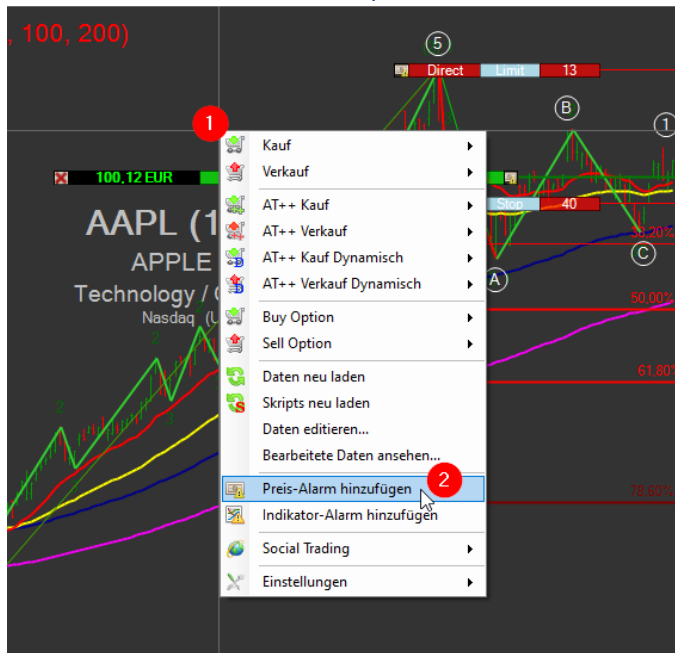 , 100, 200)
5
Direct Limit 13
B
1
1
Kauf
Verkauf
100,12 EUR
AT++ Kauf
Stop 40
AAPL (1
AT++ Verkauf
38,20%
C
APPLE
AT++ Kauf Dynamisch
A
AT++ Verkauf Dynamisch
Technology / (
50,00%
Nasdaq (U
Buy Option
Sell Option
2
2
61,80%
Daten neu laden
Skripts neu laden
2
3
Daten editieren...
Bearbeitete Daten ansehen...
2
Preis-Alarm hinzufügen
78,60%
Indikator-Alarm hinzufügen
Social Trading
Einstellungen